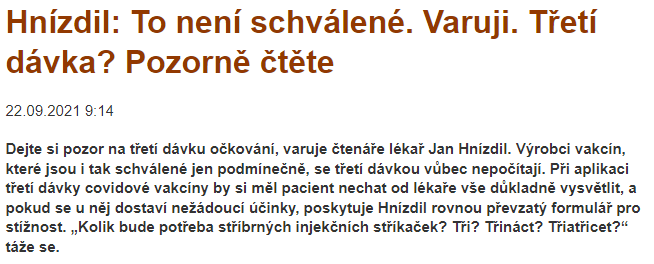 Hnízdil: To není schválené. Varuji. Třetí
dávka? Pozorně čtěte
22.09.2021 9:14
Dejte si pozor na třetí dávku očkování, varuje čtenáře lékař Jan Hnízdil. Výrobci vakcín,
které jsou i tak schválené jen podmínečně, se třetí dávkou vůbec nepočítají. Při aplikaci
třetí dávky covidové vakcíny by si měl pacient nechat od lékaře vše důkladně vysvětlit, a
pokud se u něj dostaví nežádoucí účinky, poskytuje Hnízdil rovnou převzatý formulář pro
stížnost. „Kolik bude potřeba stříbrných injekčních stříkaček? Tři? Třináct? Třiatřicet?“
táže se.